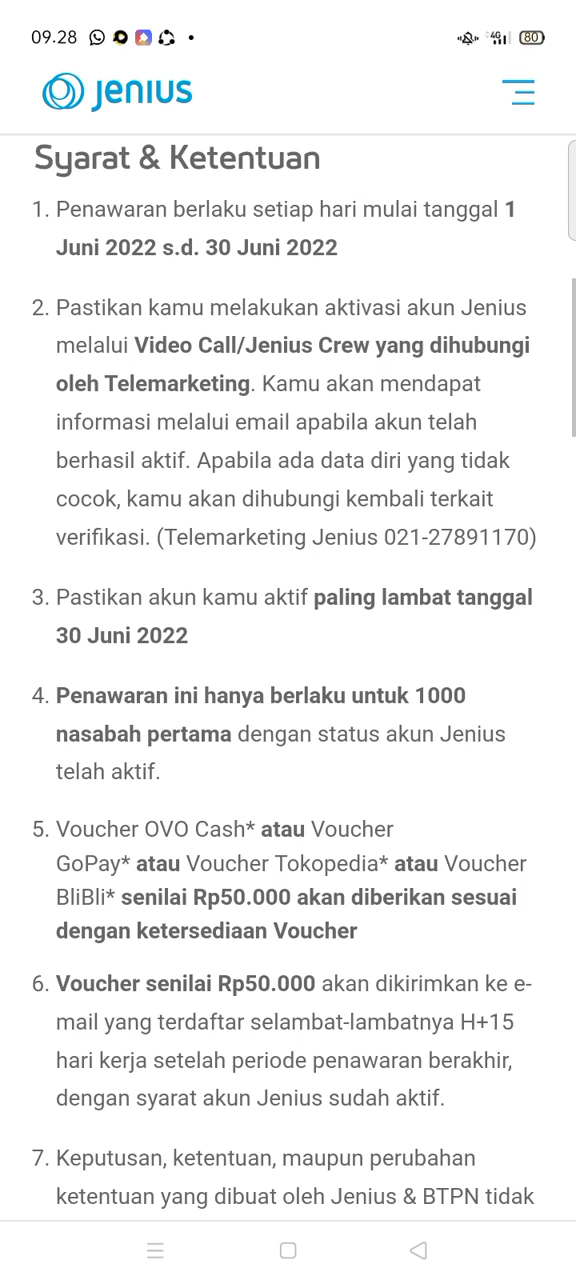 09.28
4G
80
jenius
Syarat & Ketentuan
1. Penawaran berlaku setiap hari mulai tanggal 1
Juni 2022 s.d. 30 Juni 2022
2. Pastikan kamu melakukan aktivasi akun Jenius
melalui Video Call/Jenius Crew yang dihubungi
oleh Telemarketing. Kamu akan mendapat
informasi melalui email apabila akun telah
berhasil aktif. Apabila ada data diri yang tidak
cocok, kamu akan dihubungi kembali terkait
verifikasi. (Telemarketing Jenius 021-27891170)
3. Pastikan akun kamu aktif paling lambat tanggal
30 Juni 2022
4. Penawaran ini hanya berlaku untuk 1000
nasabah pertama dengan status akun Jenius
telah aktif.
5. Voucher OVO Cash* atau Voucher
GoPay* atau Voucher Tokopedia* atau Voucher
BliBli* senilai Rp50.000 akan diberikan sesuai
dengan ketersediaan Voucher
6. Voucher senilai Rp50.000 akan dikirimkan ke e-
mail yang terdaftar selambat-lambatnya H+15
hari kerja setelah periode penawaran berakhir,
dengan syarat akun Jenius sudah aktif.
7. Keputusan, ketentuan, maupun perubahan
ketentuan yang dibuat oleh Jenius & BTPN tidak